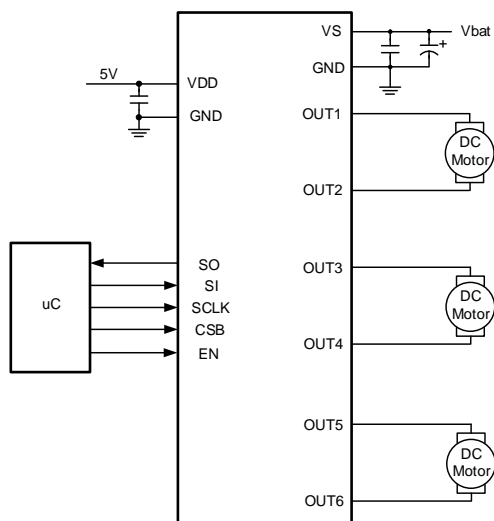 VS
Vbat
5V
VDD
GND
GND
OUT1
DC
Motor
OUT2
SO
SI
SCLK
CSB
EN
uC
OUT3
DC
Motor
OUT4
OUT5
DC
Motor
OUT6